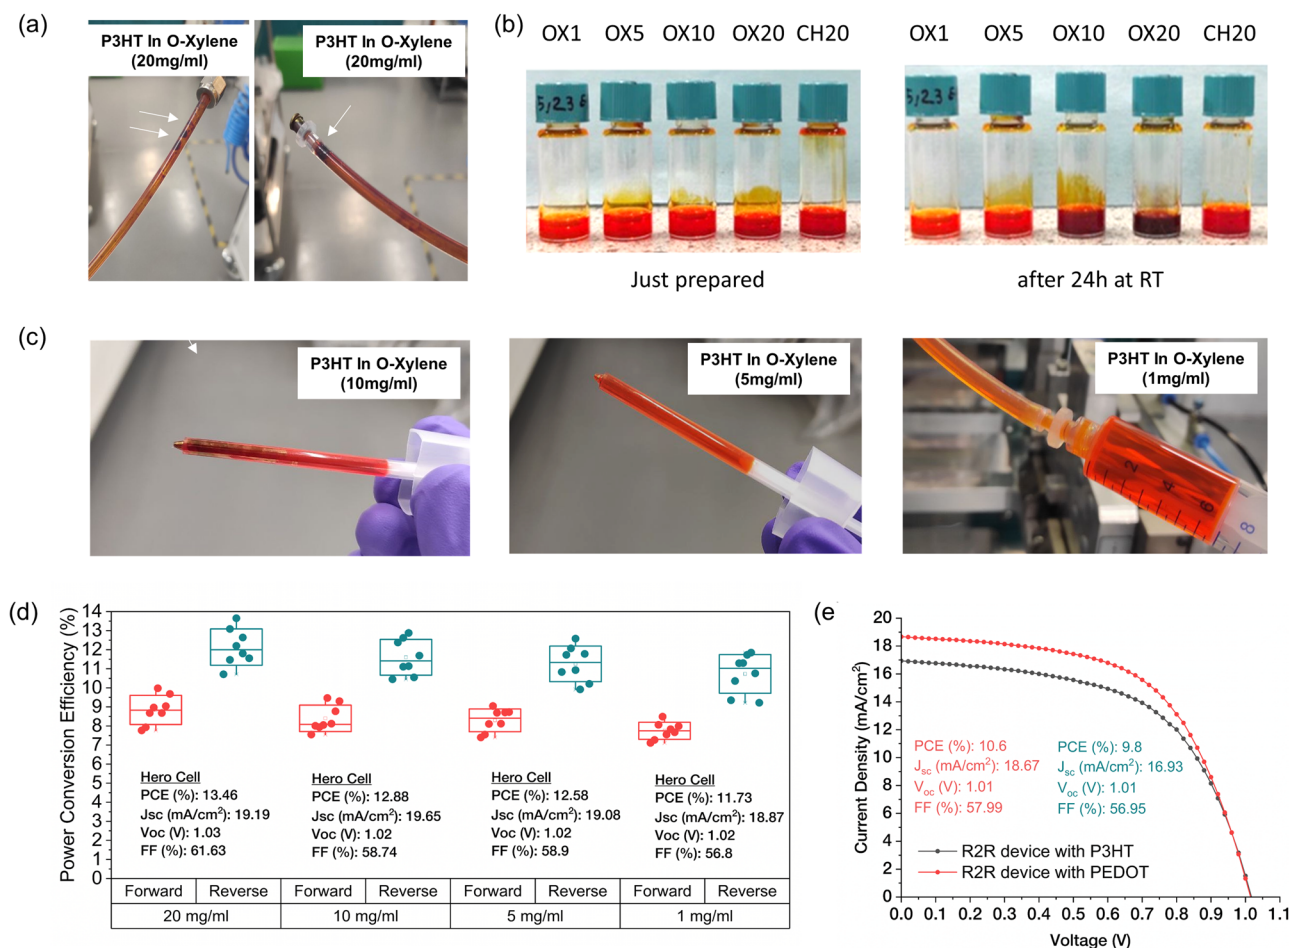 (a)
P3HT In O-Xylene
(20mg/ml)
P3HT In O-Xylene
(20mg/ml)
(b)
OX1 OX5 OX10 OX20 CH20
OX1 OX5 OX10 OX20 CH20
5,23
5,23
Just prepared
after 24h at RT
(c)
P3HT In O-Xylene
(10mg/ml)
P3HT In O-Xylene
(5mg/ml)
P3HT In O-Xylene
(1mg/ml)
2
4
6
8
(d)
Power Conversion Efficiency (%)
14
13
12
11
10
9
8
7
6
5
4
3
2
1
0
Hero Cell
PCE (%): 13.46
Jsc (mA/cm²): 19.19
Voc (V): 1.03
FF (%): 61.63
Hero Cell
PCE (%): 12.88
Jsc (mA/cm²): 19.65
Voc (V): 1.02
FF (%): 58.74
Hero Cell
PCE (%): 12.58
Jsc (mA/cm²): 19.08
Voc (V): 1.02
FF (%): 58.9
Hero Cell
PCE (%): 11.73
Jsc (mA/cm²): 18.87
Voc (V): 1.02
FF (%): 56.8
Forward Reverse Forward Reverse Forward Reverse Forward Reverse
20 mg/ml 10 mg/ml 5 mg/ml 1 mg/ml
(e)
Current Density (mA/cm²)
20
18
16
14
12
10
8
6
4
2
0
PCE (%): 10.6
Jsc (mA/cm²): 18.67
Voc (V): 1.01
FF (%): 57.99
PCE (%): 9.8
Jsc (mA/cm²): 16.93
Voc (V): 1.01
FF (%): 56.95
R2R device with P3HT
R2R device with PEDOT
0.0 0.1 0.2 0.3 0.4 0.5 0.6 0.7 0.8 0.9 1.0 1.1
Voltage (V)